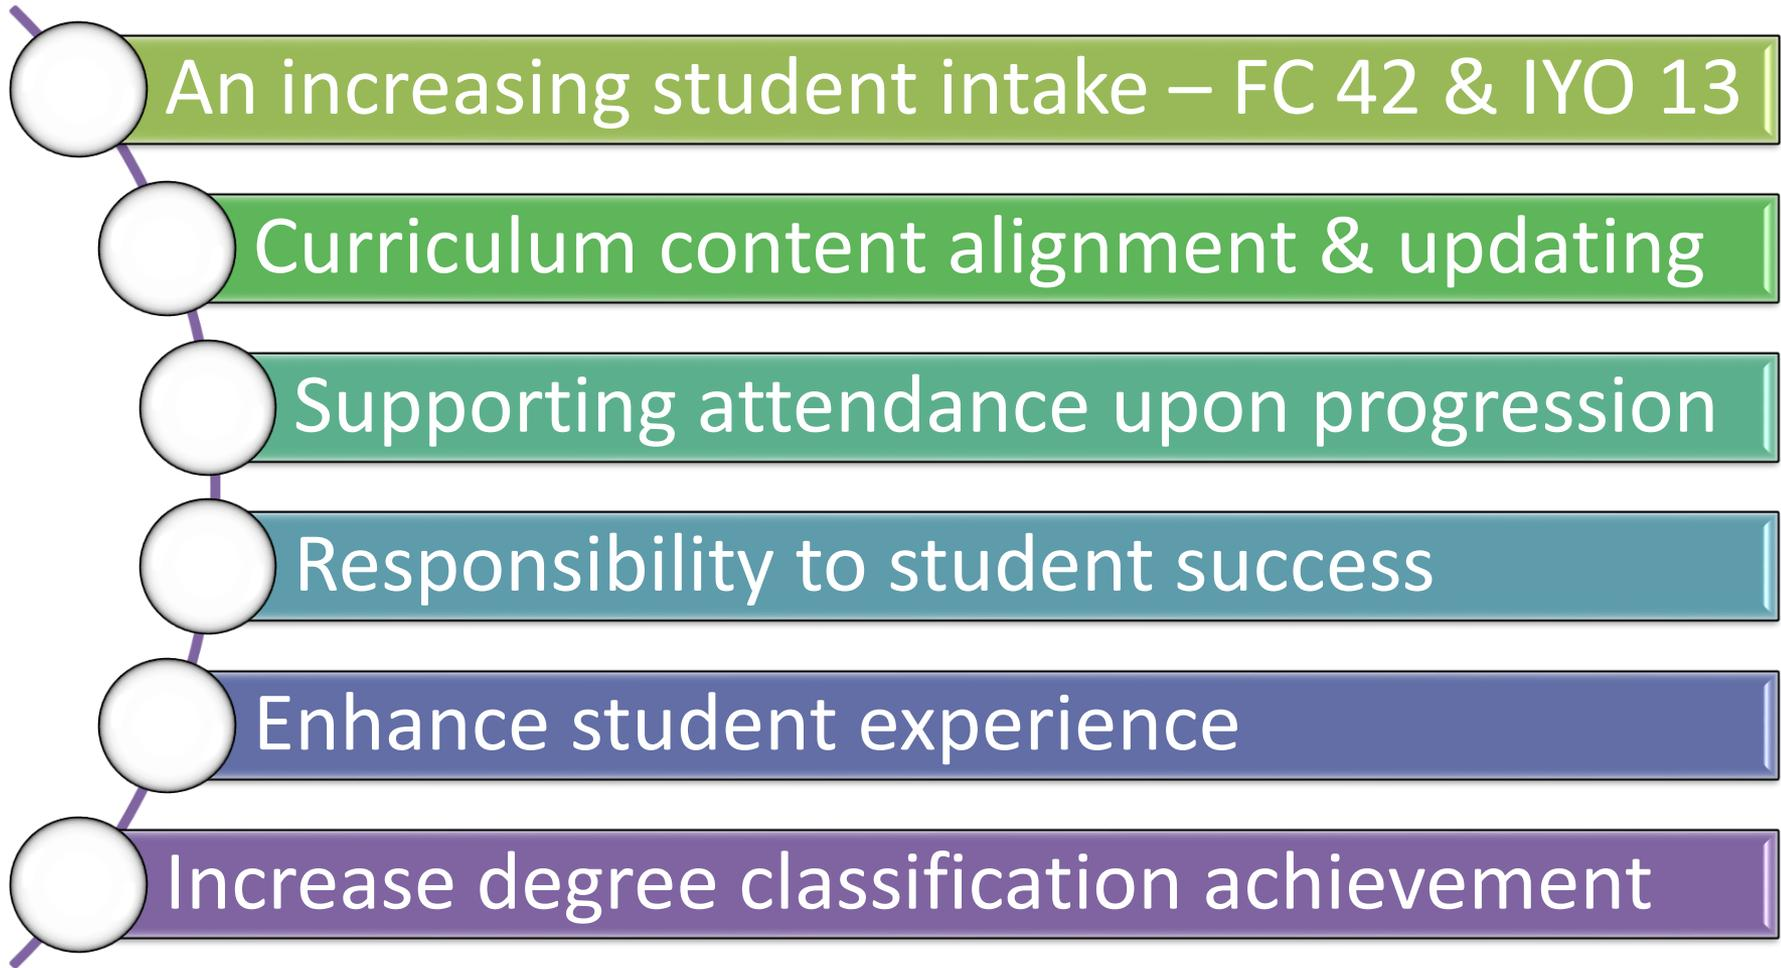 An increasing student intake – FC 42 & IYO 13
Curriculum content alignment & updating
Supporting attendance upon progression
Responsibility to student success
Enhance student experience
Increase degree classification achievement